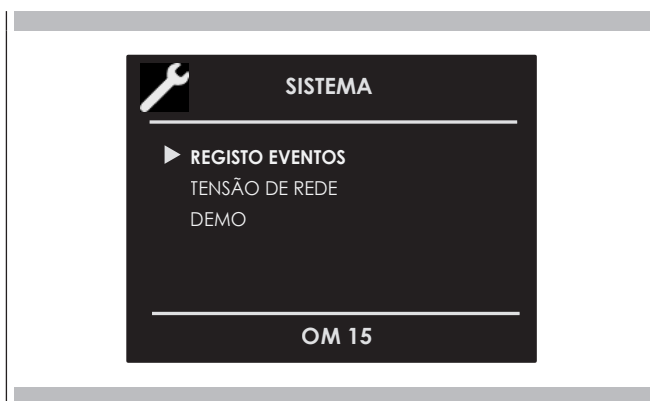 SISTEMA
REGISTO EVENTOS
TENSÃO DE REDE
DEMO
OM 15